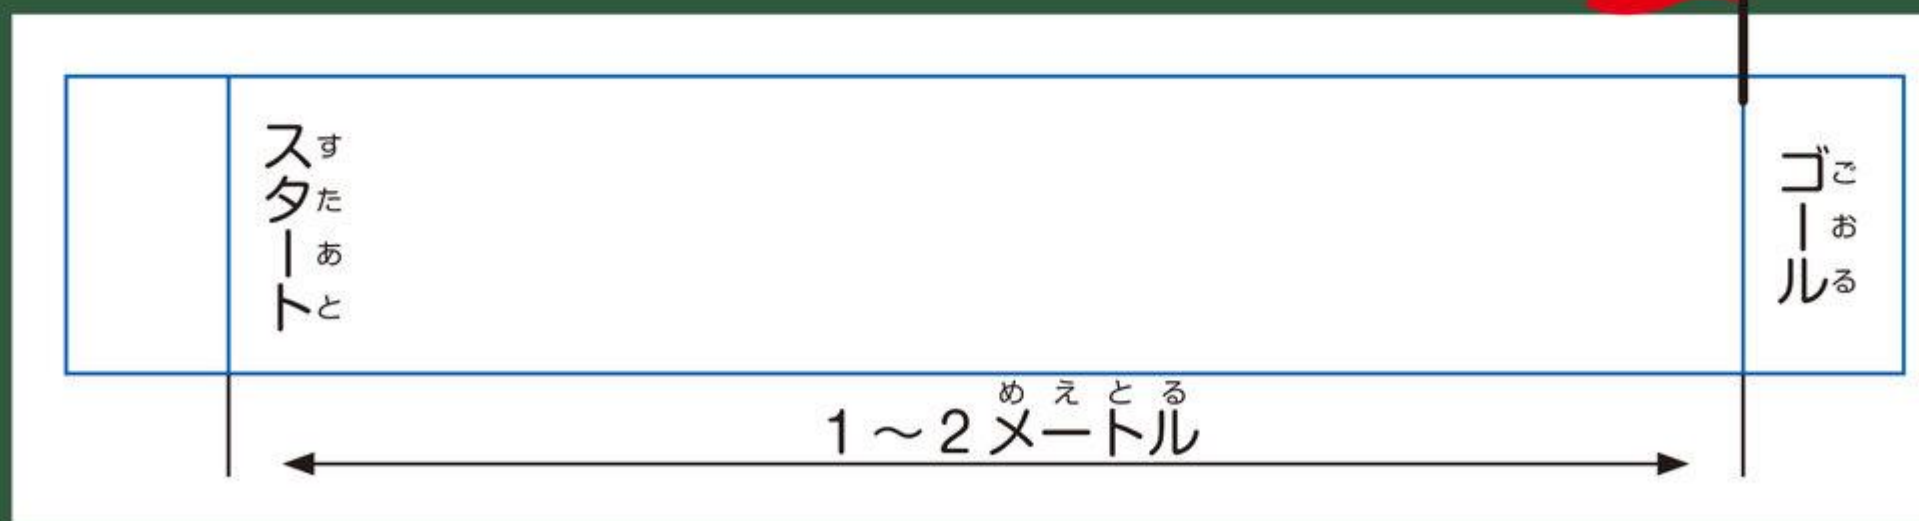 スタート
すたあと
ゴール
ごおる
めえとる
1～2メートル